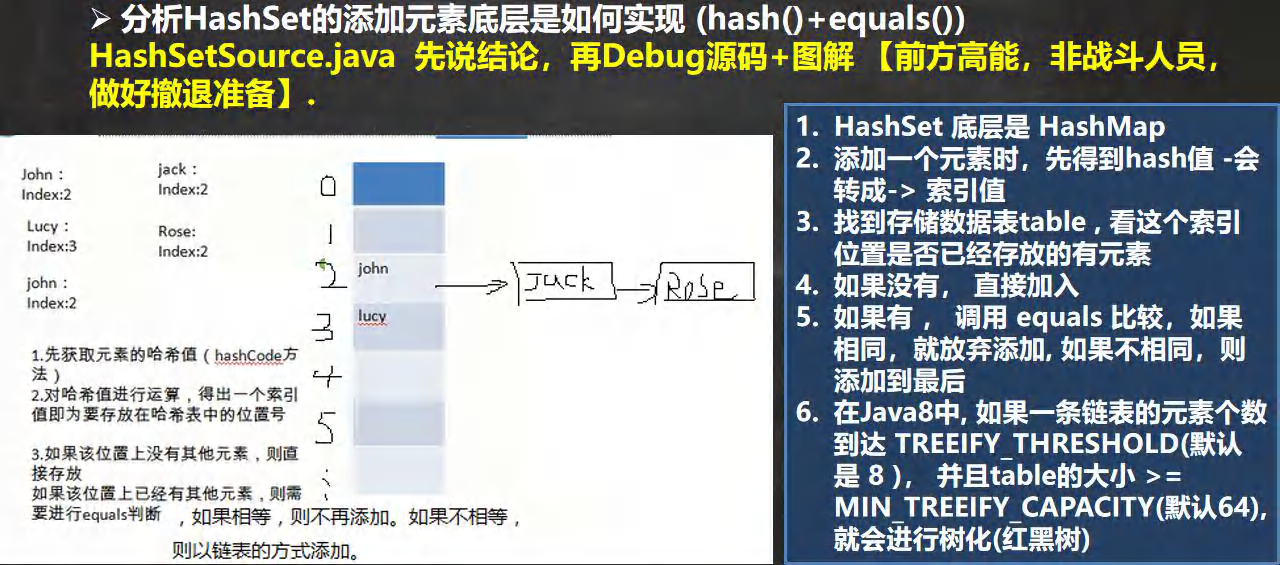 ➢ 分析HashSet的添加元素底层是如何实现 (hash()+equals())
HashSetSource.java 先说结论，再Debug源码+图解 【前方高能，非战斗人员，
做好撤退准备】.
John：
Index:2
jack：
Index:2
Lucy：
Index:3
Rose:
Index:2
john：
Index:2
0
1
2
3
4
5
john
lucy
Jack
Rose
1.先获取元素的哈希值（hashCode方
法）
2.对哈希值进行运算，得出一个索引
值即为要存放在哈希表中的位置号
3.如果该位置上没有其他元素，则直
接存放
如果该位置上已经有其他元素，则需
要进行equals判断 ，如果相等，则不再添加。如果不相等，
则以链表的方式添加。
1. HashSet 底层是 HashMap
2. 添加一个元素时，先得到hash值 -会
转成-> 索引值
3. 找到存储数据表table , 看这个索引
位置是否已经存放的有元素
4. 如果没有， 直接加入
5. 如果有 ， 调用 equals 比较，如果
相同，就放弃添加, 如果不相同，则
添加到最后
6. 在Java8中, 如果一条链表的元素个数
到达 TREEIFY_THRESHOLD(默认
是 8 )， 并且table的大小 >=
MIN_TREEIFY_CAPACITY(默认64),
就会进行树化(红黑树)